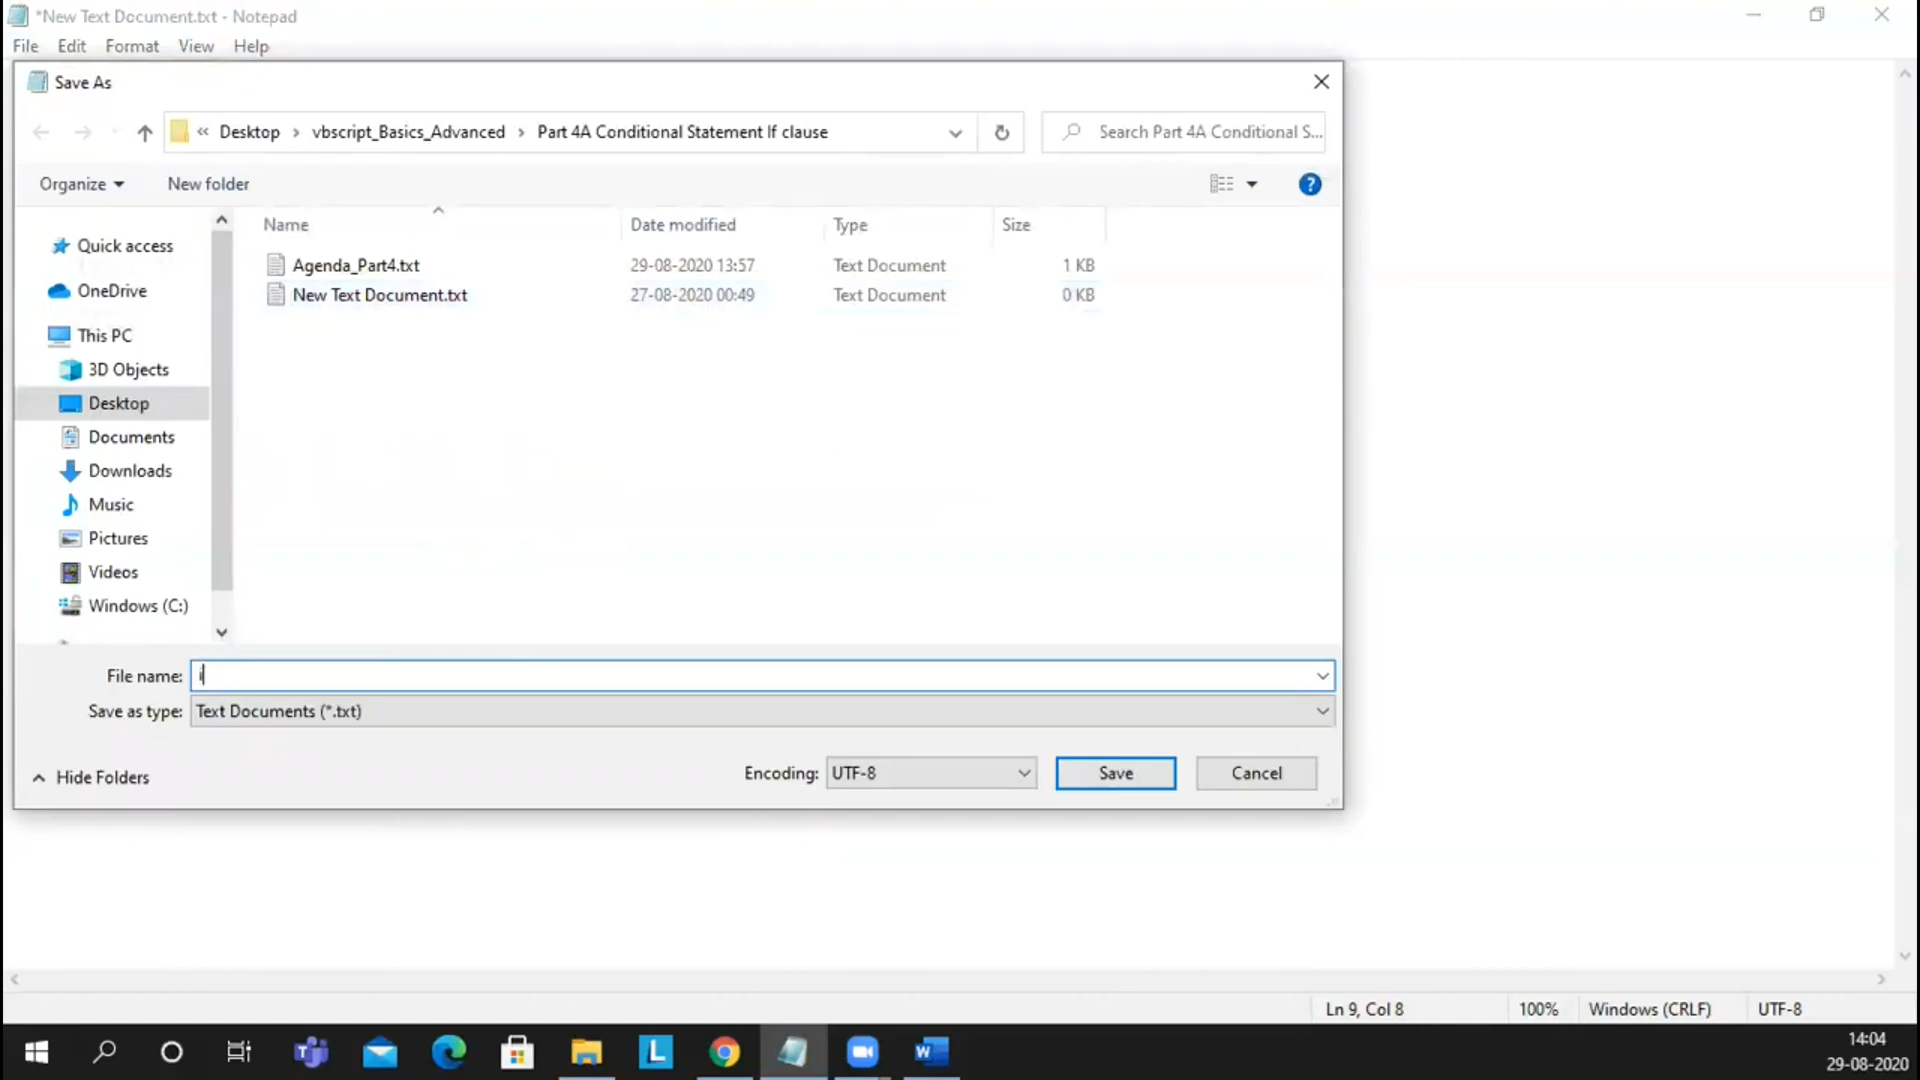 *New Text Document.txt - Notepad
File Edit Format View Help
Save As
« Desktop › vbscript_Basics_Advanced › Part 4A Conditional Statement If clause
Search Part 4A Conditional S...
Organize New folder
?
Name Date modified Type Size
Agenda_Part4.txt 29-08-2020 13:57 Text Document 1 KB
New Text Document.txt 27-08-2020 00:49 Text Document 0 KB
Quick access
OneDrive
This PC
3D Objects
Desktop
Documents
Downloads
Music
Pictures
Videos
Windows (C:)
File name: i
Save as type: Text Documents (*.txt)
Hide Folders
Encoding: UTF-8
Save Cancel
Ln 9, Col 8 100% Windows (CRLF) UTF-8
L
W
14:04
29-08-2020